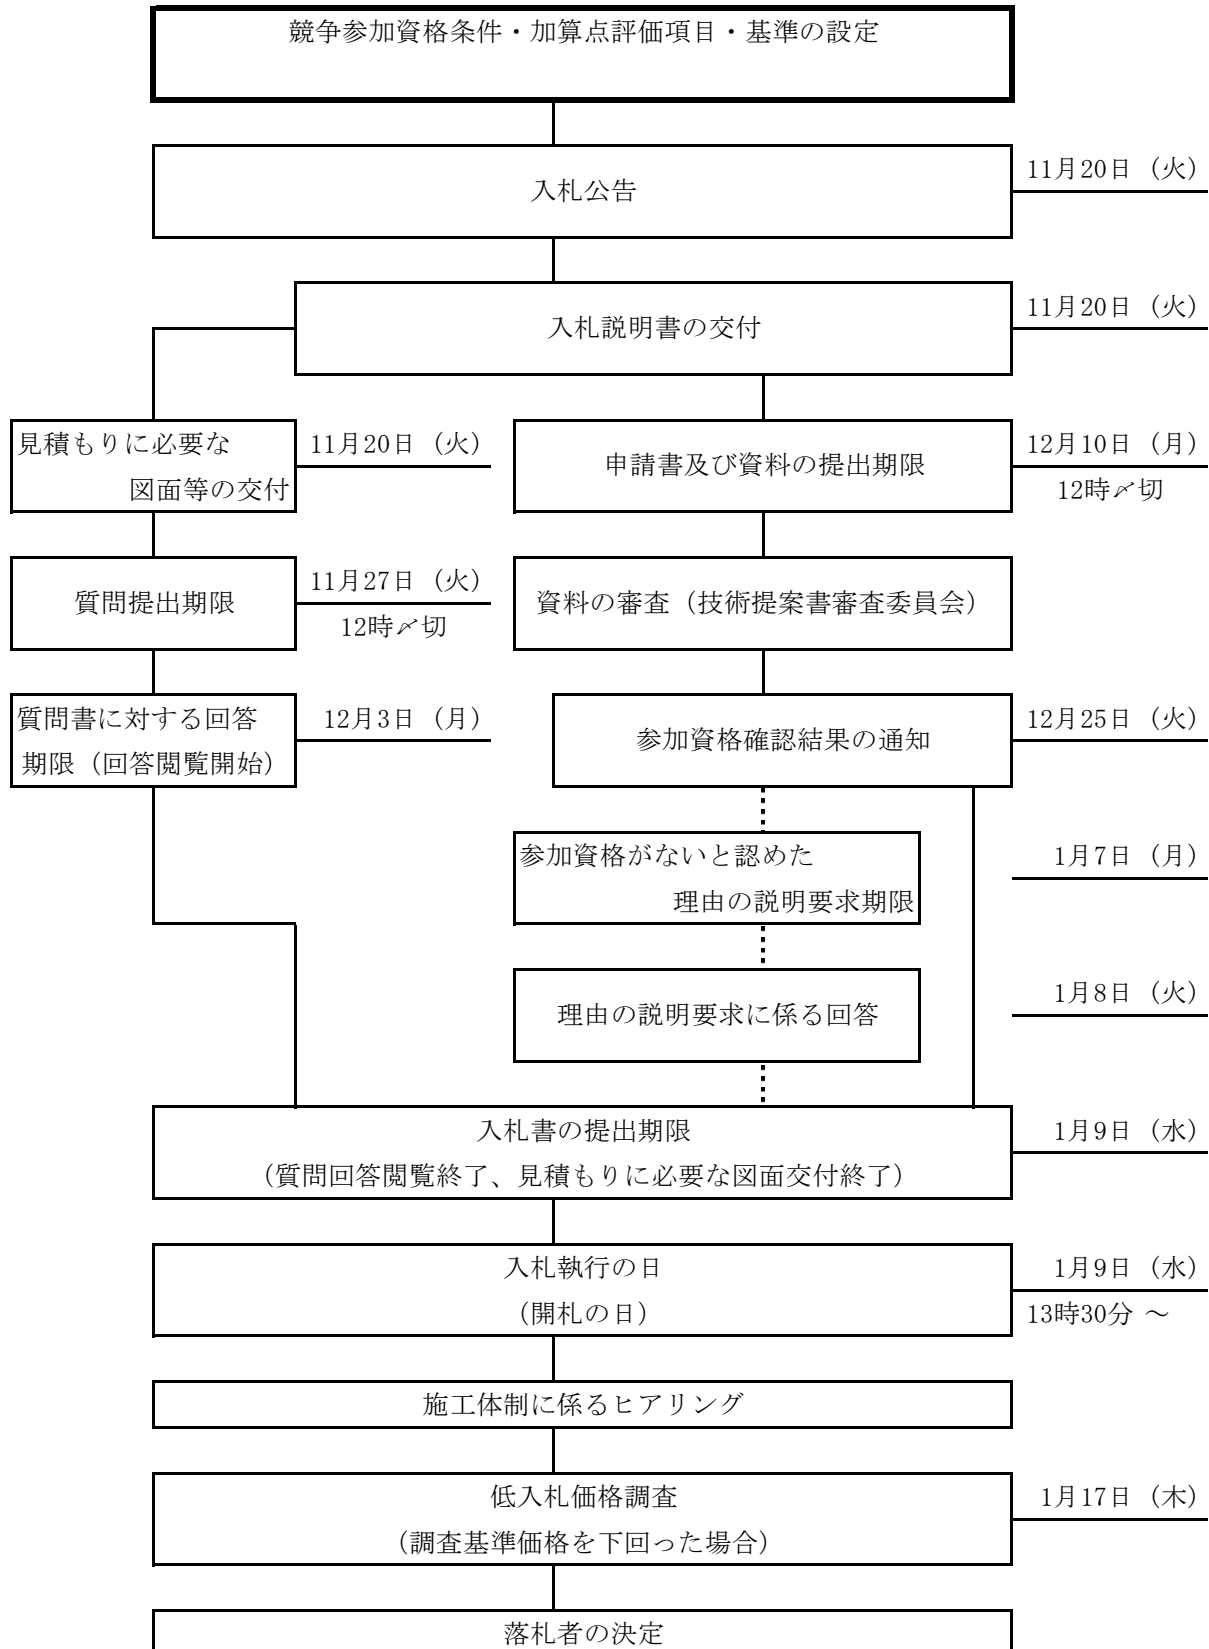 競争参加資格条件・加算点評価項目・基準の設定
入札公告
11月20日（火）
入札説明書の交付
11月20日（火）
見積もりに必要な
図面等の交付
11月20日（火）
申請書及び資料の提出期限
12月10日（月）
12時〆切
質問提出期限
11月27日（火）
12時〆切
資料の審査（技術提案書審査委員会）
質問書に対する回答
期限（回答閲覧開始）
12月3日（月）
参加資格確認結果の通知
12月25日（火）
参加資格がないと認めた
理由の説明要求期限
1月7日（月）
理由の説明要求に係る回答
1月8日（火）
入札書の提出期限
（質問回答閲覧終了、見積もりに必要な図面交付終了）
1月9日（水）
入札執行の日
（開札の日）
1月9日（水）
13時30分 ～
施工体制に係るヒアリング
低入札価格調査
（調査基準価格を下回った場合）
1月17日（木）
落札者の決定